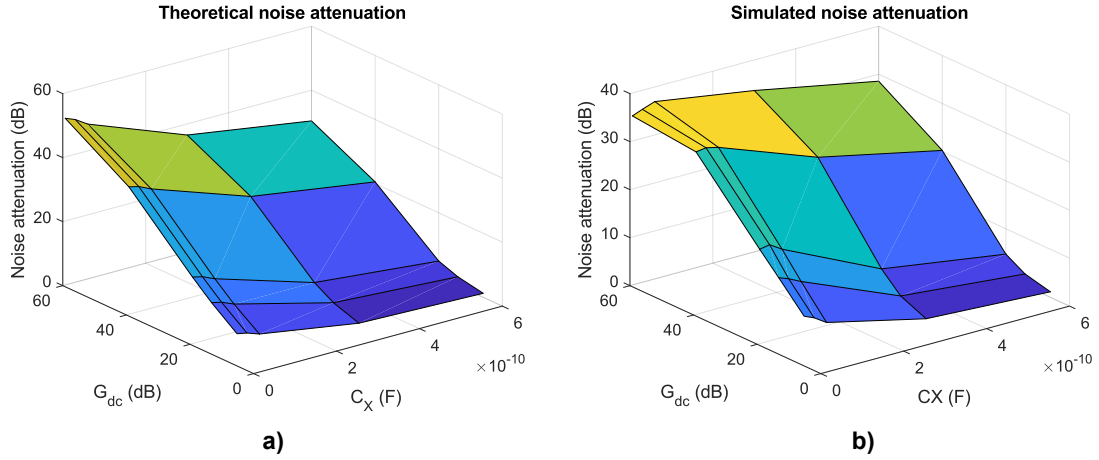 Theoretical noise attenuation
60
40
20
0
Noise attenuation (dB)
60
40
20
0
G_dc (dB)
0
2
4
6
×10^-10
C_X (F)
a)
Simulated noise attenuation
40
30
20
10
0
Noise attenuation (dB)
60
40
20
0
G_dc (dB)
0
2
4
6
×10^-10
CX (F)
b)